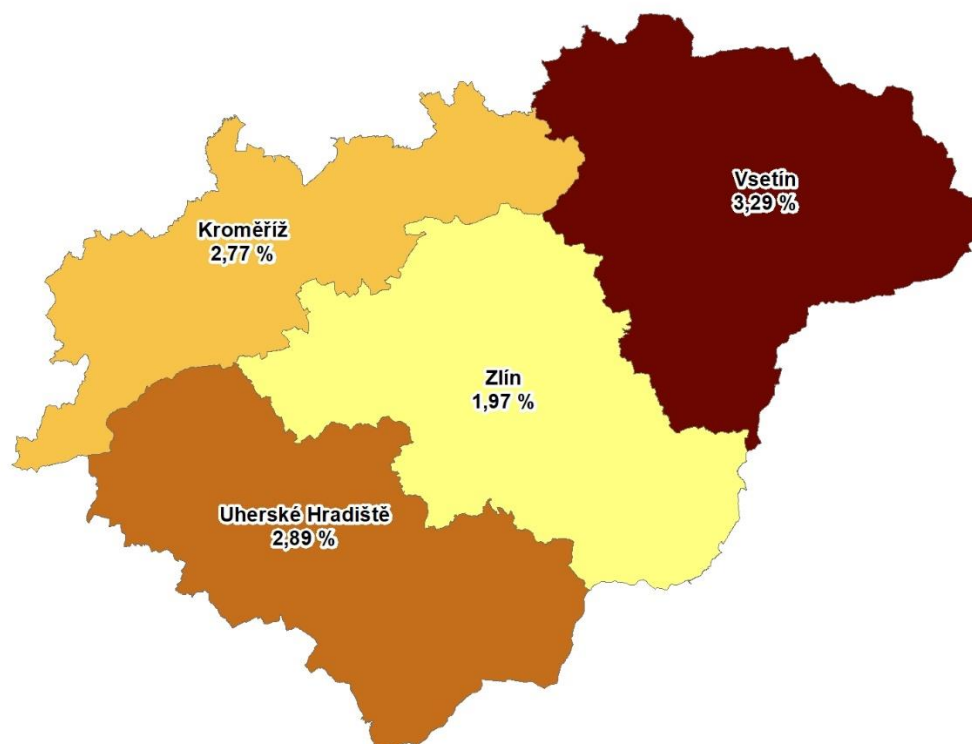 Vsetín
3,29 %
Kroměříž
2,77 %
Zlín
1,97 %
Uherské Hradiště
2,89 %